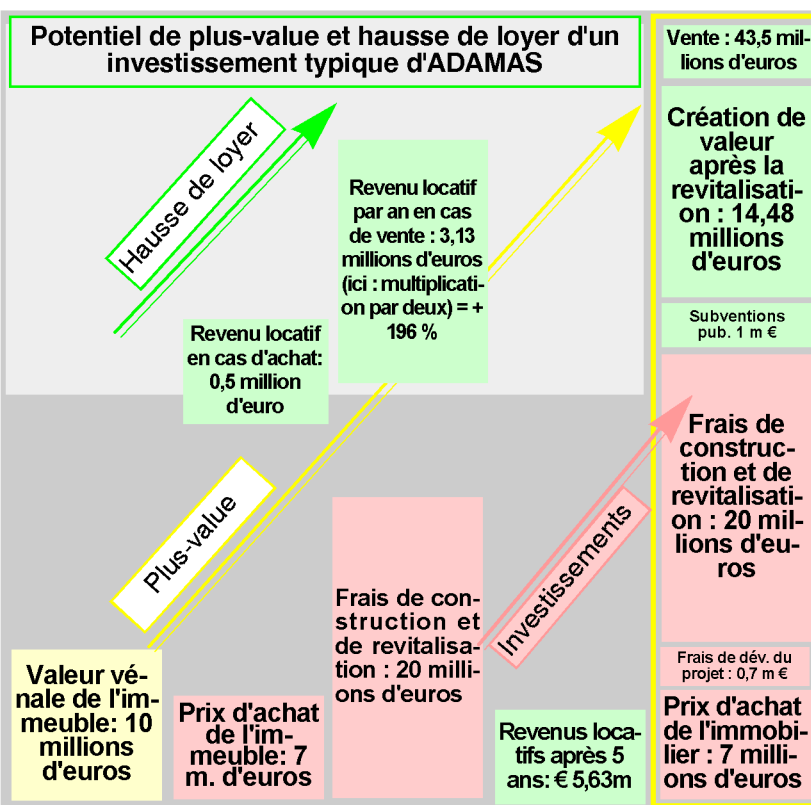 Potentiel de plus-value et hausse de loyer d'un
investissement typique d'ADAMAS
Hausse de loyer
Revenu locatif
par an en cas
de vente : 3,13
millions d'euros
(ici : multiplicati-
on par deux) = +
196 %
Revenu locatif
en cas d'achat:
0,5 million
d'euro
Plus-value
Investissements
Valeur vé-
nale de l'im-
meuble: 10
millions
d'euros
Prix d'achat
de l'im-
meuble: 7
m. d'euros
Frais de con-
struction et
de revitalisa-
tion : 20 milli-
ons d'euros
Revenus loca-
tifs après 5
ans: € 5,63m
Vente : 43,5 mil-
lions d'euros
Création de
valeur
après la
revitalisati-
on : 14,48
millions
d'euros
Subventions
pub. 1 m €
Frais de
construc-
tion et de
revitalisati-
on : 20 mil-
lions d'eu-
ros
Frais de dév. du
projet : 0,7 m €
Prix d'achat
de l'immobi-
lier : 7 milli-
ons d'euros